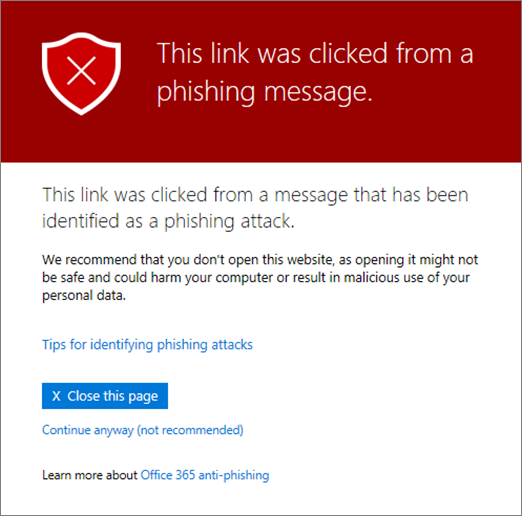 This link was clicked from a
phishing message.
This link was clicked from a message that has been
identified as a phishing attack.
We recommend that you don't open this website, as opening it might not
be safe and could harm your computer or result in malicious use of your
personal data.
Tips for identifying phishing attacks
X Close this page
Continue anyway (not recommended)
Learn more about Office 365 anti-phishing